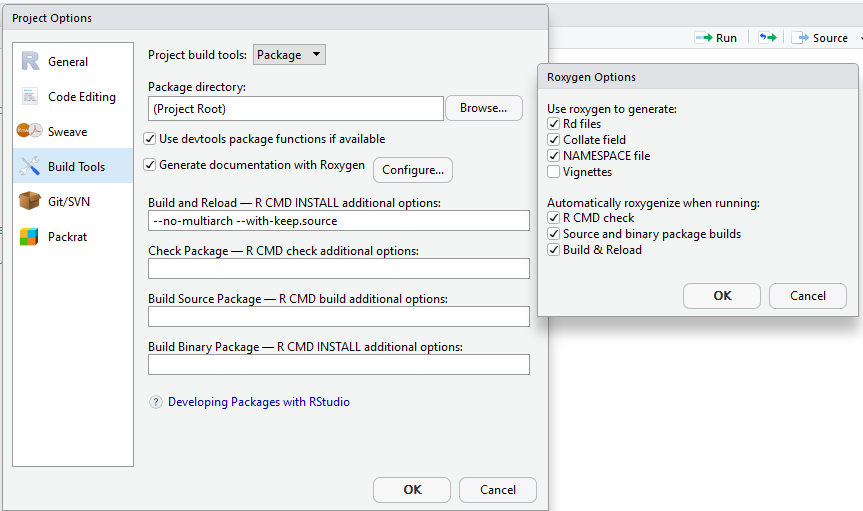 Project Options
General
Code Editing
Sweave
Build Tools
Git/SVN
Packrat
Project build tools: Package
Package directory:
(Project Root) Browse...
Use devtools package functions if available
Generate documentation with Roxygen Configure...
Build and Reload — R CMD INSTALL additional options:
--no-multiarch --with-keep.source
Check Package — R CMD check additional options:
Build Source Package — R CMD build additional options:
Build Binary Package — R CMD INSTALL additional options:
? Developing Packages with RStudio
OK Cancel
Run Source
Roxygen Options
Use roxygen to generate:
Rd files
Collate field
NAMESPACE file
Vignettes
Automatically roxygenize when running:
R CMD check
Source and binary package builds
Build & Reload
OK Cancel